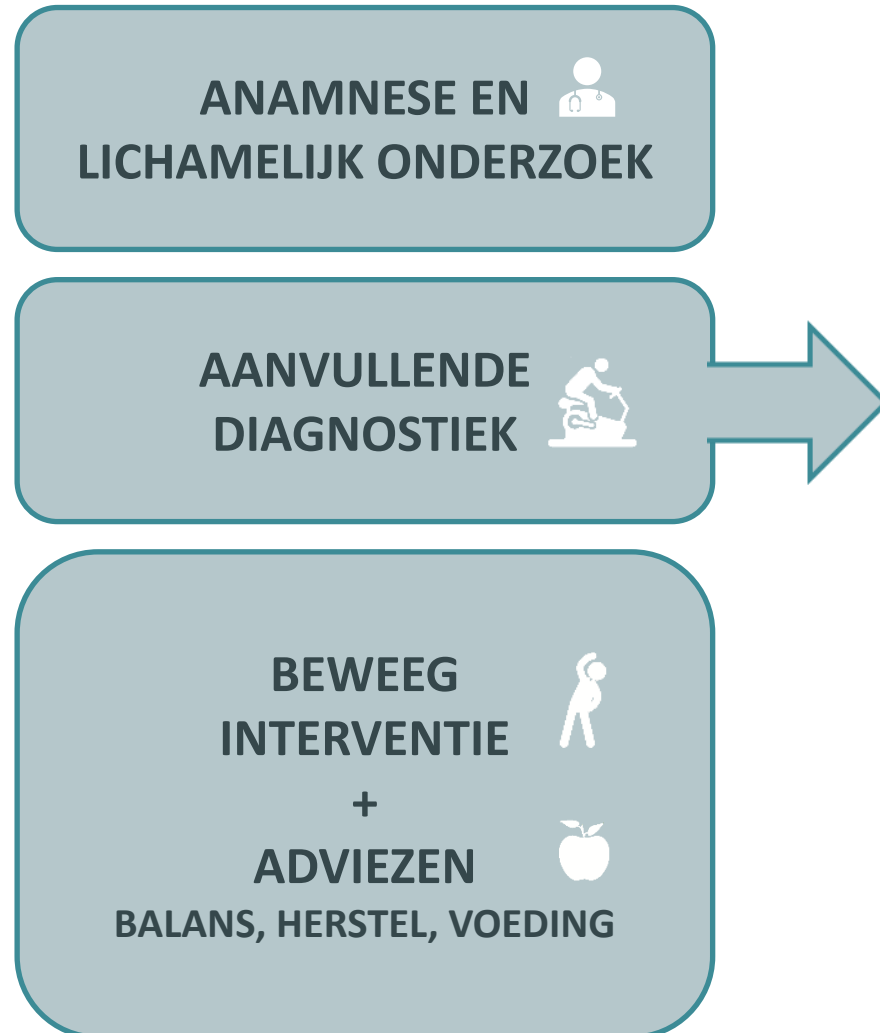 ANAMNESE EN
LICHAMELIJK ONDERZOEK
AANVULLENDE
DIAGNOSTIEK
BEWEEG
INTERVENTIE
+
ADVIEZEN
BALANS, HERSTEL, VOEDING